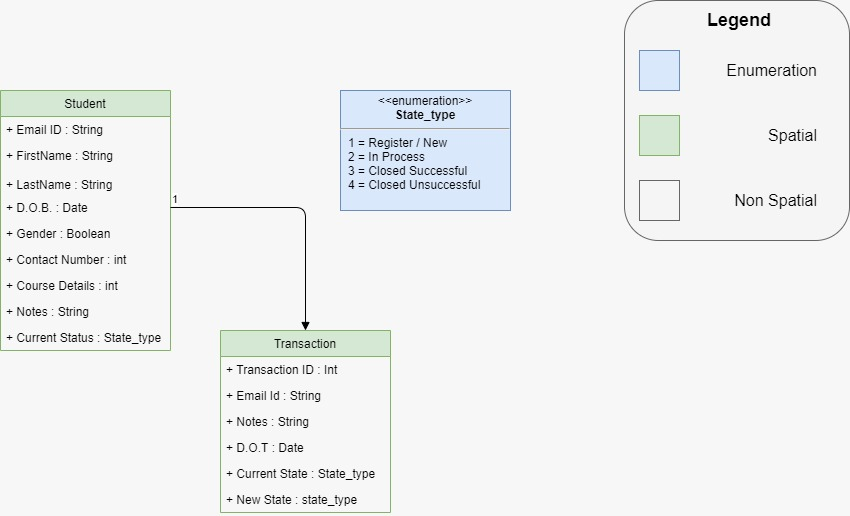 Legend
Enumeration
Spatial
Non Spatial
Student
+ Email ID : String
+ FirstName : String
+ LastName : String
+ D.O.B. : Date
+ Gender : Boolean
+ Contact Number : int
+ Course Details : int
+ Notes : String
+ Current Status : State_type
1
<<enumeration>>
State_type
1 = Register / New
2 = In Process
3 = Closed Successful
4 = Closed Unsuccessful
Transaction
+ Transaction ID : Int
+ Email Id : String
+ Notes : String
+ D.O.T : Date
+ Current State : State_type
+ New State : state_type